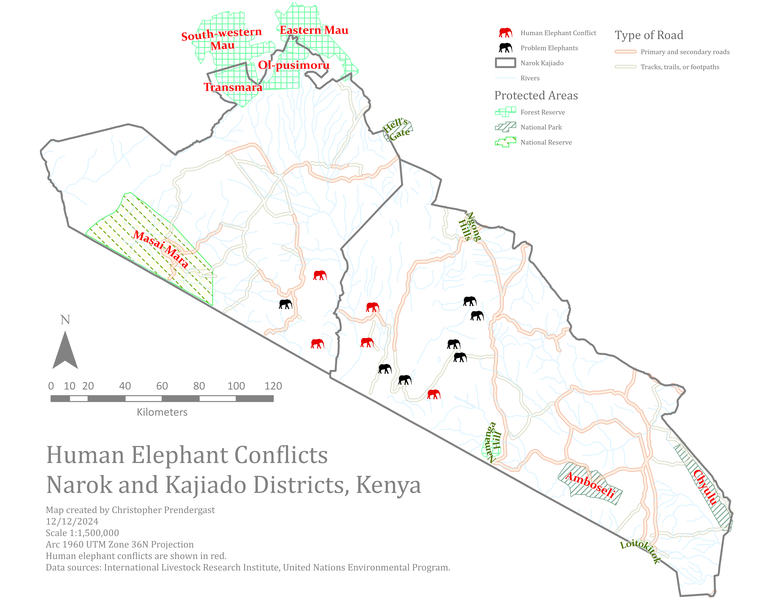 South-western
Mau
Eastern Mau
Ol-pusimoru
Transmara
Hell's
Gate
Human Elephant Conflict
Problem Elephants
Narok Kajiado
Rivers
Protected Areas
Forest Reserve
National Park
National Reserve
Type of Road
Primary and secondary roads
Tracks, trails, or footpaths
Ngong
Hills
Masai-Mara
N
0 10 20 40 60 80 100 120
Kilometers
Namanga
Hill
Amboseli
Chyulu
Loitokitok
Human Elephant Conflicts
Narok and Kajiado Districts, Kenya
Map created by Christopher Prendergast
12/12/2024
Scale 1:1,500,000
Arc 1960 UTM Zone 36N Projection
Human elephant conflicts are shown in red.
Data sources: International Livestock Research Institute, United Nations Environmental Program.